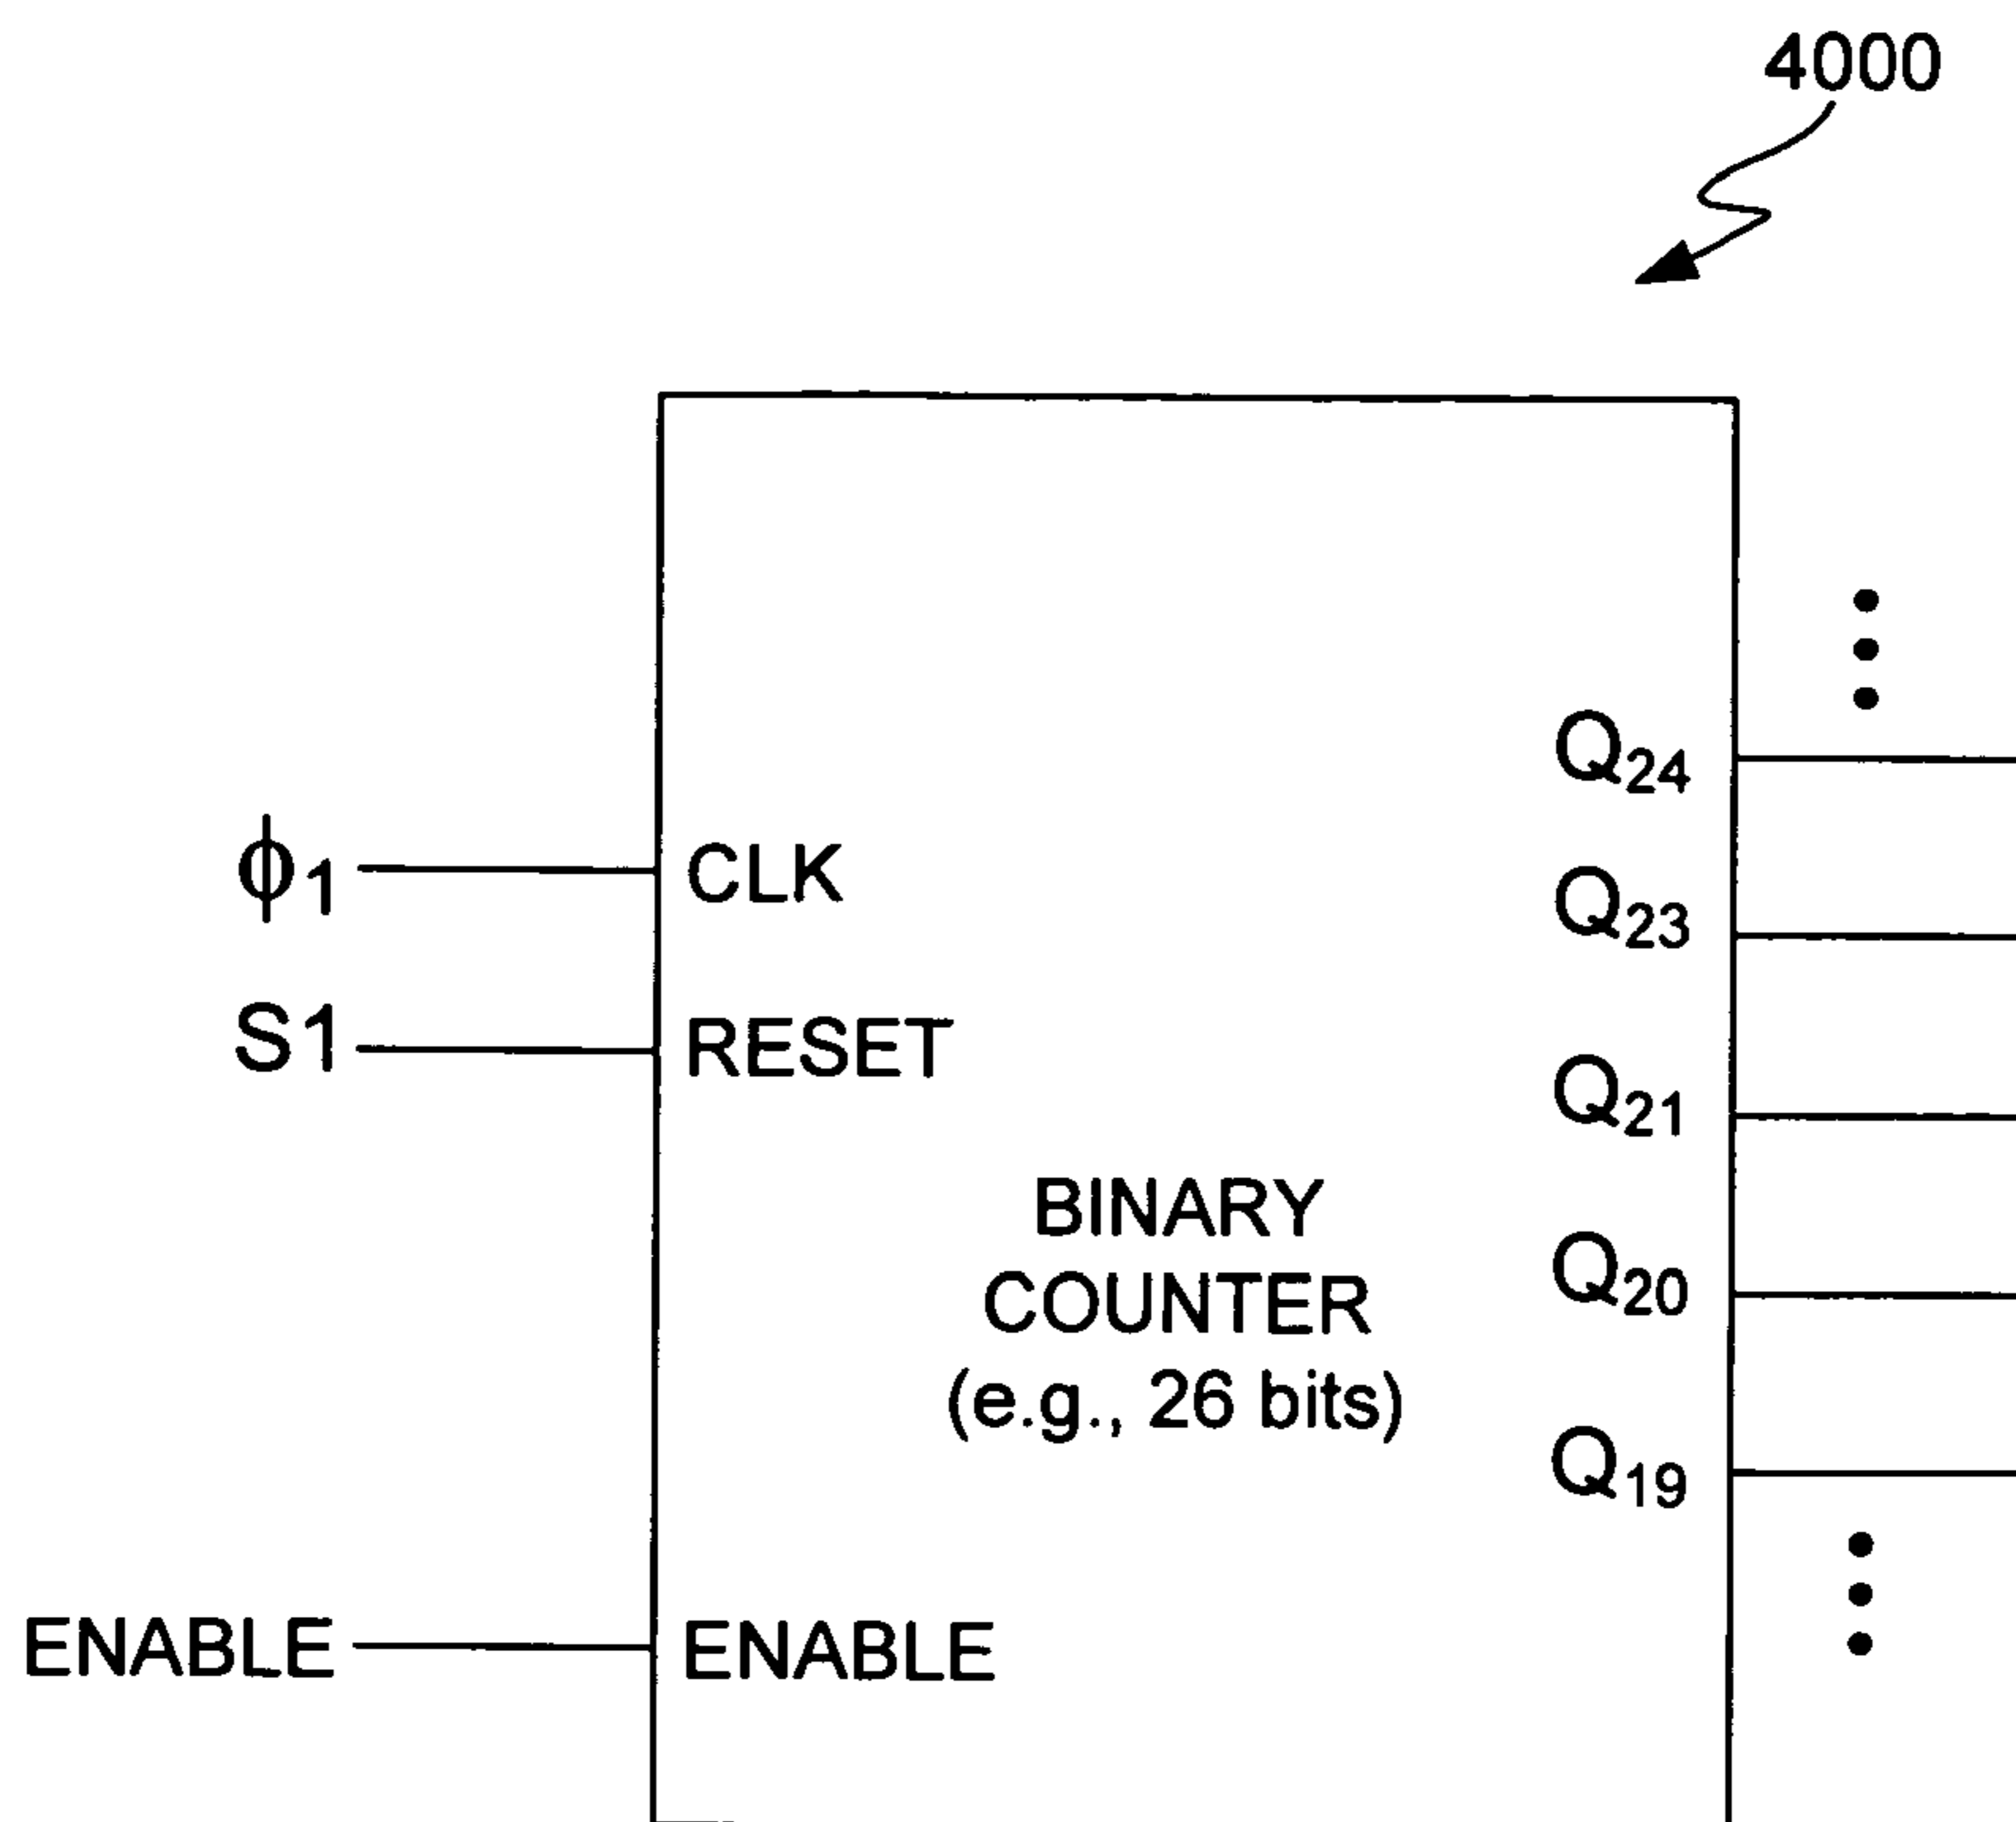 4000
Q24
ϕ1 CLK
Q23
S1 RESET
Q21
BINARY
COUNTER
(e.g., 26 bits)
Q20
Q19
ENABLE ENABLE